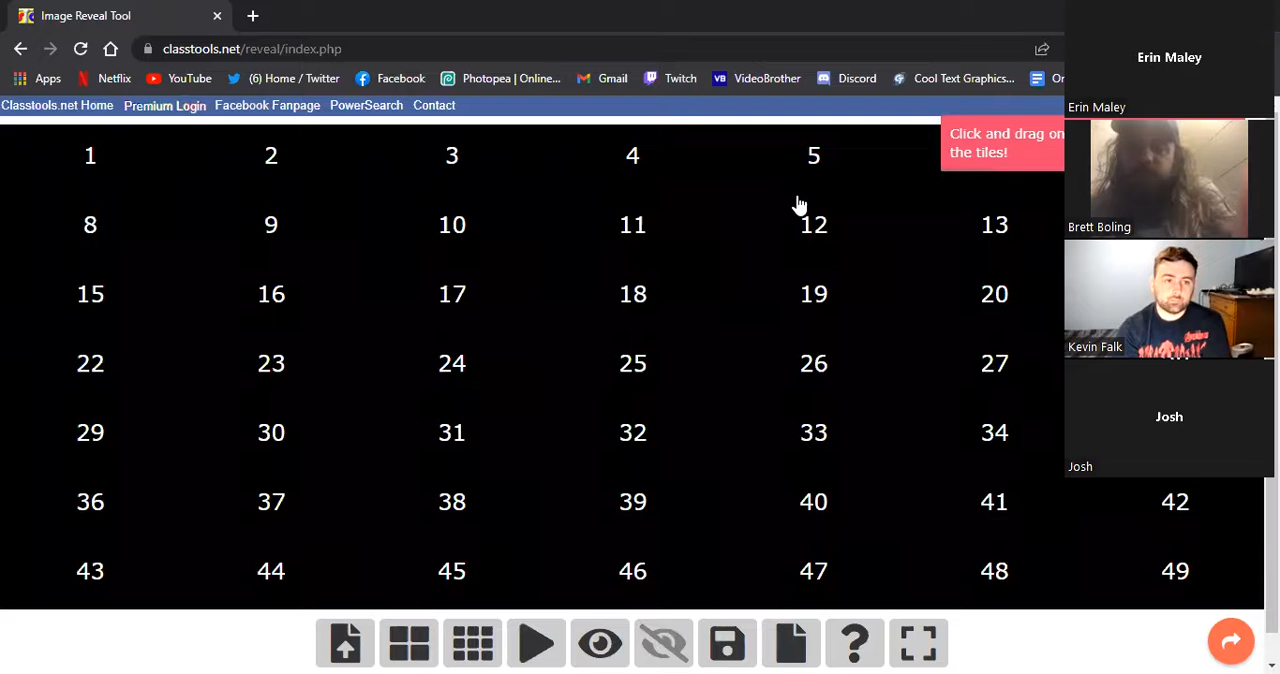 Image Reveal Tool
classtools.net/reveal/index.php
Apps Netflix YouTube (6) Home / Twitter Facebook Photopea | Online... Gmail Twitch VB VideoBrother Discord Cool Text Graphics... Or
Classtools.net Home Premium Login Facebook Fanpage PowerSearch Contact
Click and drag on
the tiles!
1 2 3 4 5
8 9 10 11 12 13
15 16 17 18 19 20
22 23 24 25 26 27
29 30 31 32 33 34
36 37 38 39 40 41 42
43 44 45 46 47 48 49
?
Erin Maley
Erin Maley
Brett Boling
Kevin Falk
Josh
Josh